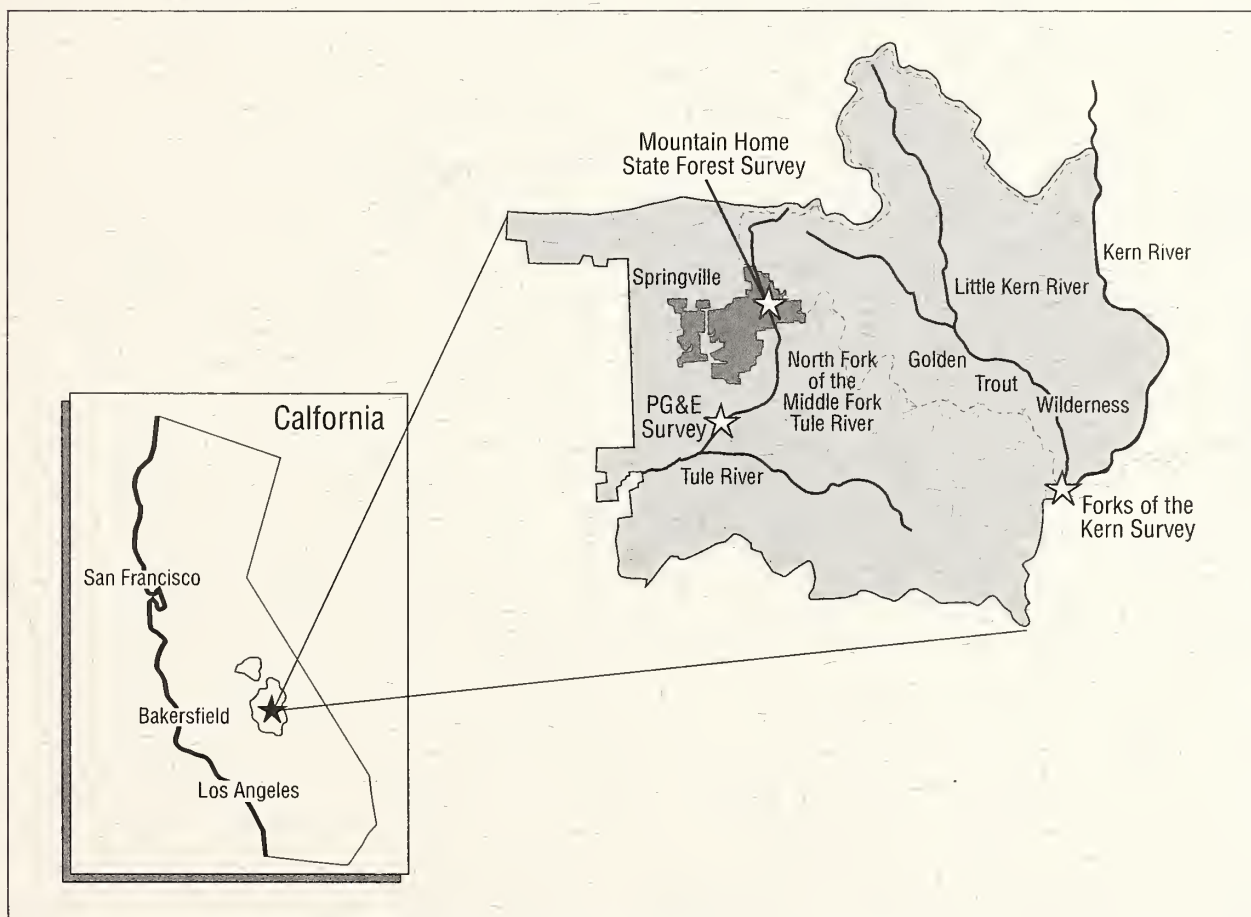 Mountain Home
State Forest Survey
Kern River
Springville
Little Kern River
North Fork
of the
Middle Fork
Tule River
Golden
Trout
Wilderness
PG&E
Survey
Tule River
Forks of the
Kern Survey
Calfornia
San Francisco
Bakersfield
Los Angeles